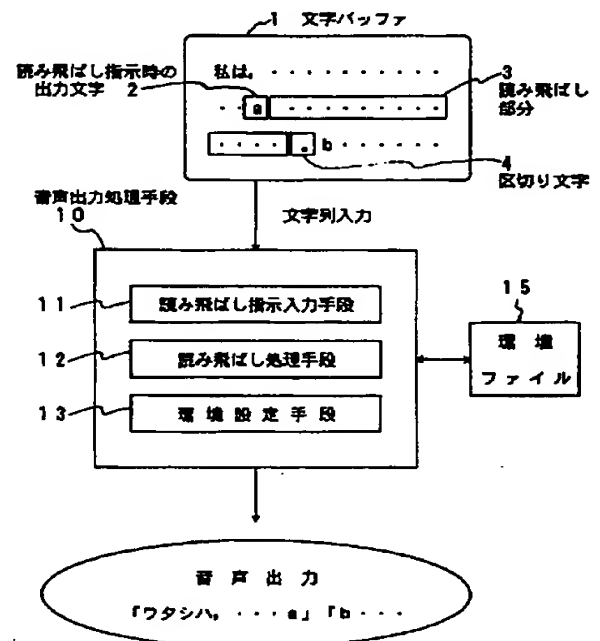 1 文字バッファ
私は。・・・・・・・・・・
読み飛ばし指示時の
出力文字 2
・・a・・・・・・・・・・
3
読み飛ばし
部分
・・・・。b・・・・・・
4
区切り文字
音声出力処理手段
10
文字列入力
11 読み飛ばし指示入力手段
12 読み飛ばし処理手段
13 環境設定手段
15
環境
ファイル
音声出力
「ワタシハ。・・・a」「b・・・